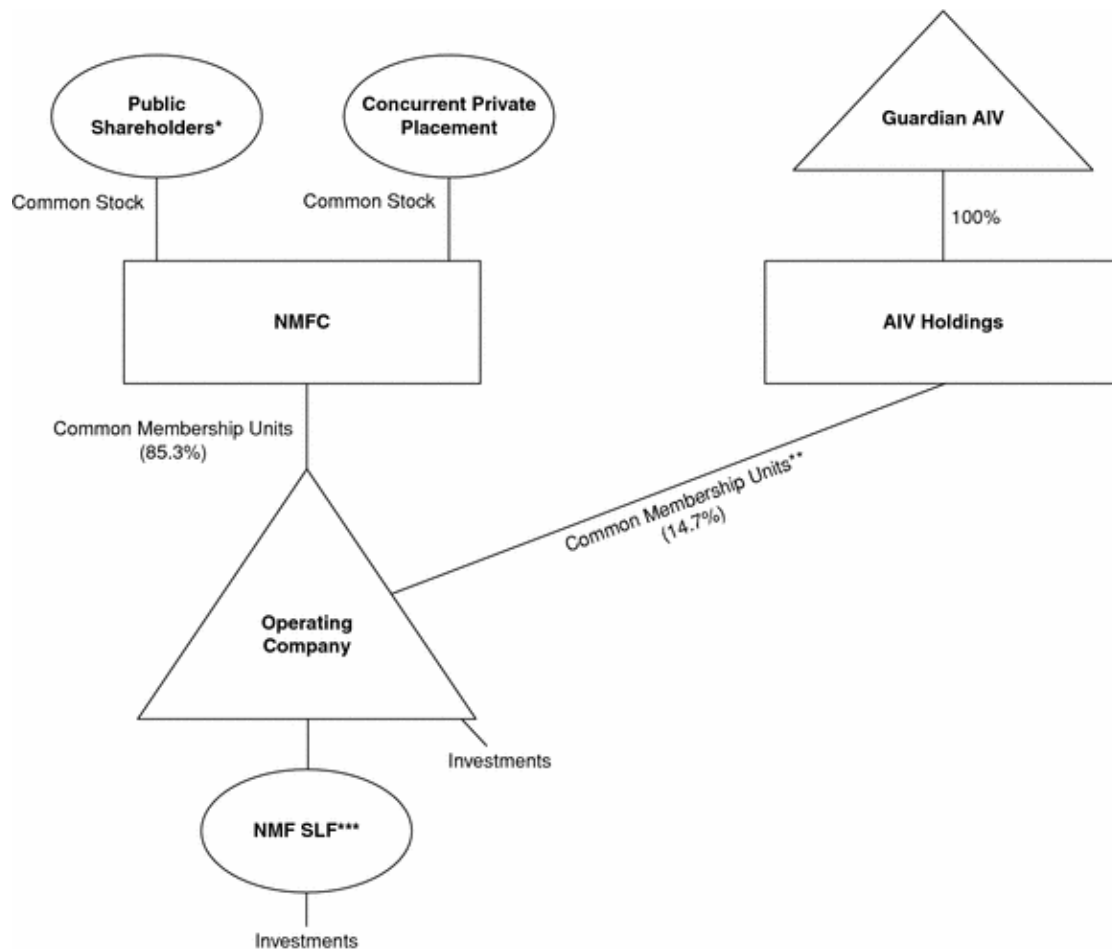 Public
Shareholders*
Concurrent Private
Placement
Guardian AIV
Common Stock
Common Stock
100%
NMFC
AIV Holdings
Common Membership Units
(85.3%)
Common Membership Units**
(14.7%)
Operating
Company
Investments
NMF SLF***
Investments